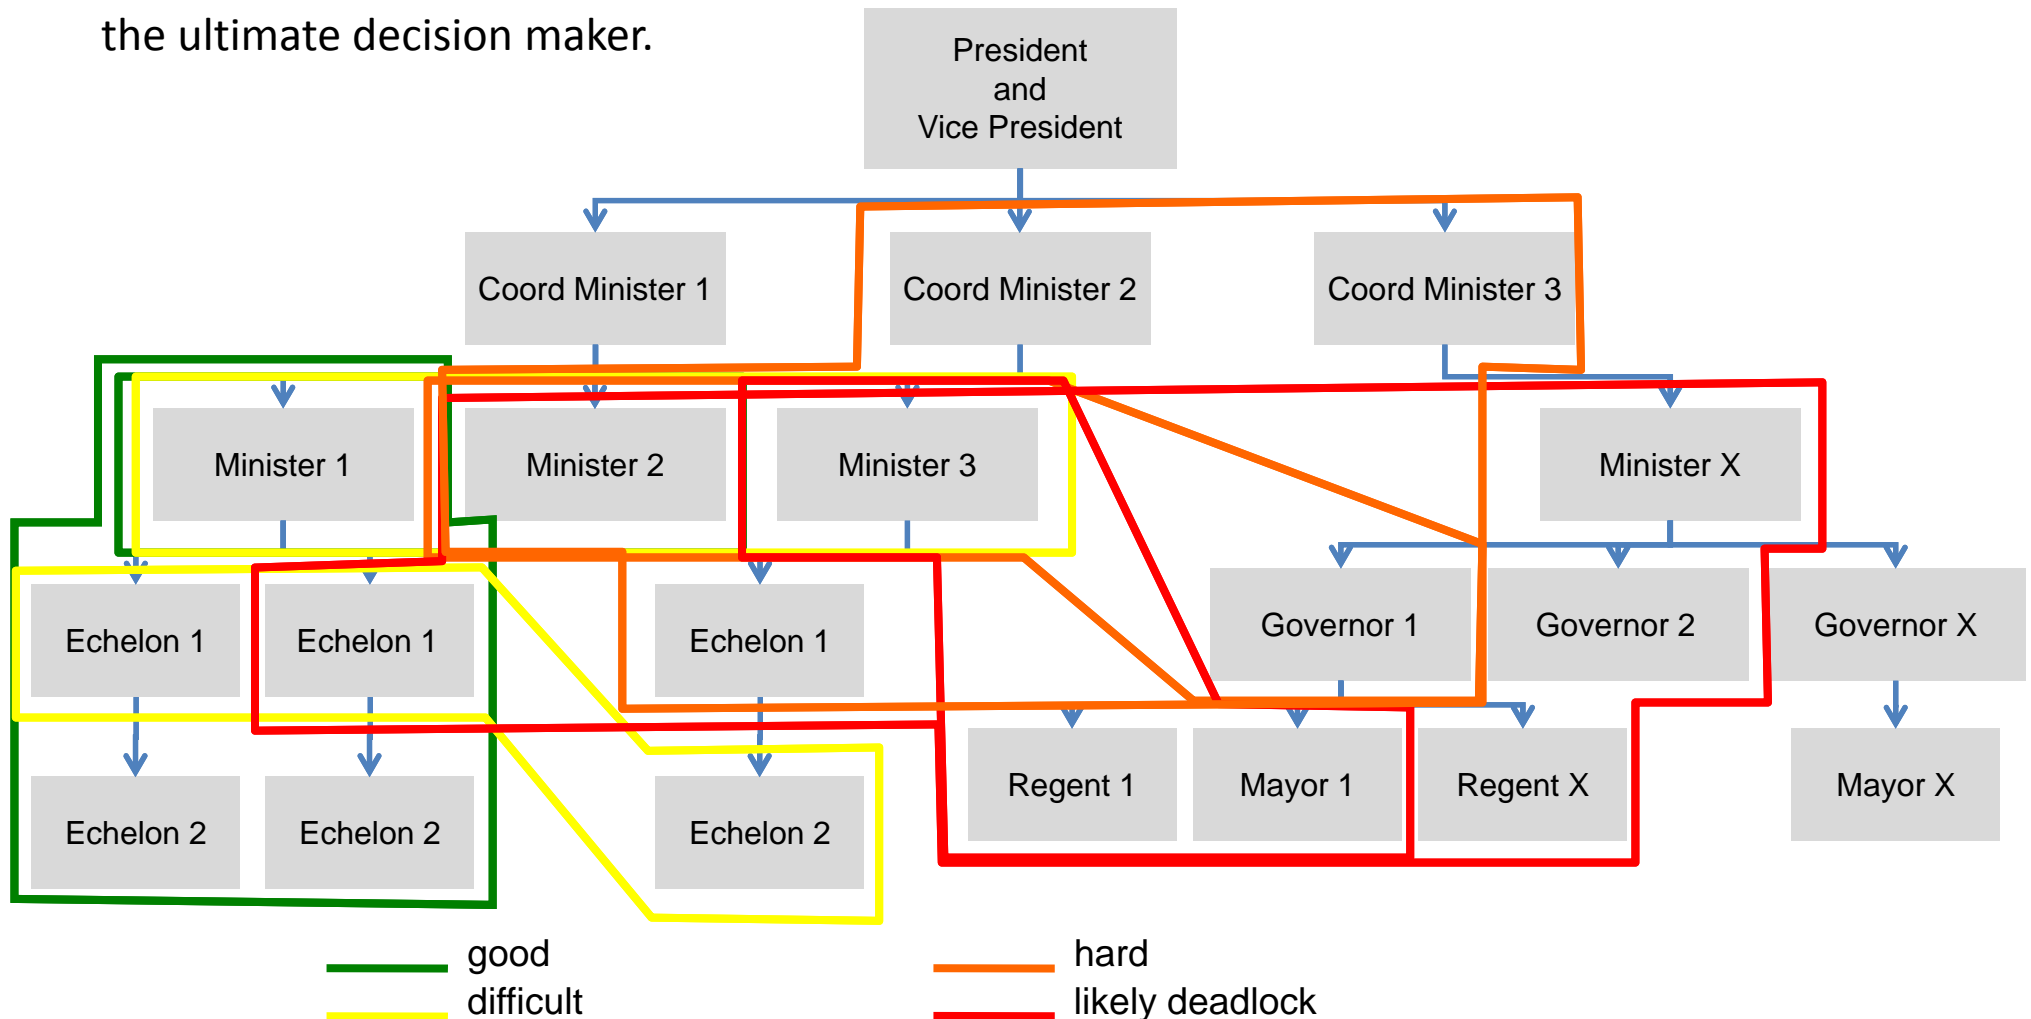 the ultimate decision maker.
President
and
Vice President
Coord Minister 1
Coord Minister 2
Coord Minister 3
Minister 1
Minister 2
Minister 3
Minister X
Echelon 1
Echelon 1
Echelon 1
Governor 1
Governor 2
Governor X
Echelon 2
Echelon 2
Echelon 2
Regent 1
Mayor 1
Regent X
Mayor X
good
hard
difficult
likely deadlock